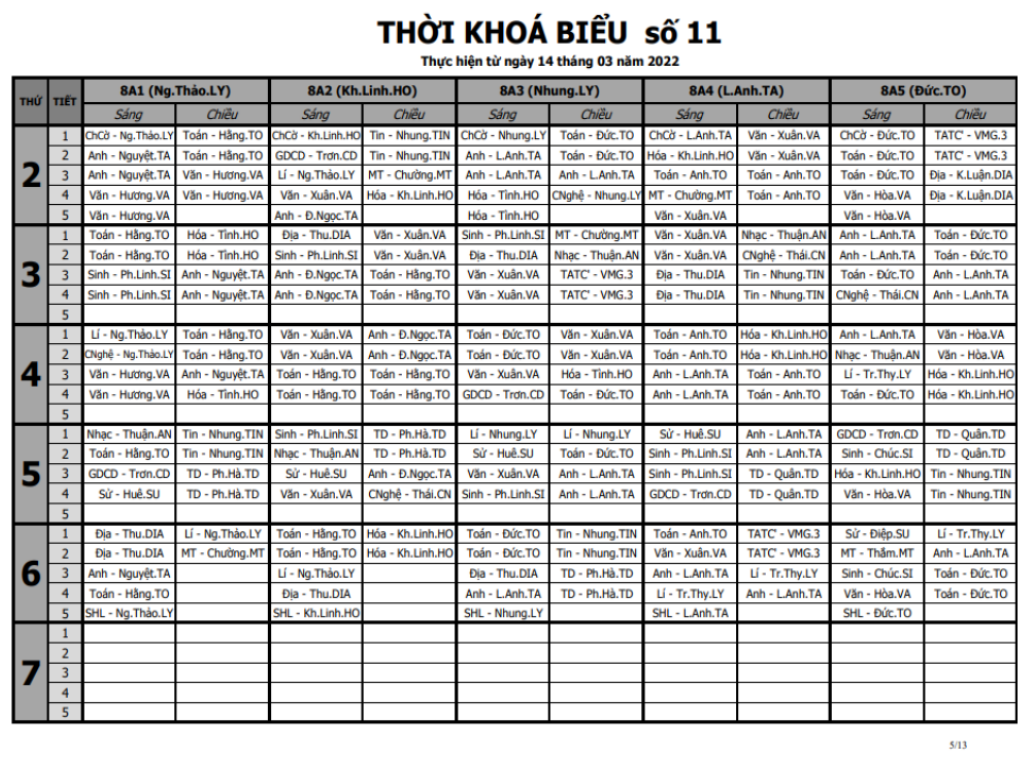 THỜI KHOÁ BIỂU số 11
Thực hiện từ ngày 14 tháng 03 năm 2022
THỨ TIẾT 8A1 (Ng.Thảo.LY) 8A2 (Kh.Linh.HO) 8A3 (Nhung.LY) 8A4 (L.Anh.TA) 8A5 (Đức.TO)
Sáng Chiều Sáng Chiều Sáng Chiều Sáng Chiều Sáng Chiều
2
1 ChCờ - Ng.Thảo.LY Toán - Hằng.TO ChCờ - Kh.Linh.HO Tin - Nhung.TIN ChCờ - Nhung.LY Toán - Đức.TO ChCờ - L.Anh.TA Văn - Xuân.VA ChCờ - Đức.TO TATC' - VMG.3
2 Anh - Nguyệt.TA Toán - Hằng.TO GDCD - Trơn.CD Tin - Nhung.TIN Anh - L.Anh.TA Toán - Đức.TO Hóa - Kh.Linh.HO Văn - Xuân.VA Toán - Đức.TO TATC' - VMG.3
3 Anh - Nguyệt.TA Văn - Hương.VA Lí - Ng.Thảo.LY MT - Chường.MT Anh - L.Anh.TA Anh - L.Anh.TA Toán - Anh.TO Toán - Anh.TO Toán - Đức.TO Địa - K.Luận.DIA
4 Văn - Hương.VA Văn - Hương.VA Văn - Xuân.VA Hóa - Kh.Linh.HO Hóa - Tình.HO CNghệ - Nhung.LY MT - Chường.MT Toán - Anh.TO Văn - Hòa.VA Địa - K.Luận.DIA
5 Văn - Hương.VA Anh - Đ.Ngọc.TA Hóa - Tình.HO Văn - Xuân.VA Văn - Hòa.VA
3
1 Toán - Hằng.TO Hóa - Tình.HO Địa - Thu.DIA Văn - Xuân.VA Sinh - Ph.Linh.SI MT - Chường.MT Văn - Xuân.VA Nhạc - Thuận.AN Anh - L.Anh.TA Toán - Đức.TO
2 Toán - Hằng.TO Hóa - Tình.HO Sinh - Ph.Linh.SI Văn - Xuân.VA Địa - Thu.DIA Nhạc - Thuận.AN Văn - Xuân.VA CNghệ - Thái.CN Anh - L.Anh.TA Toán - Đức.TO
3 Sinh - Ph.Linh.SI Anh - Nguyệt.TA Anh - Đ.Ngọc.TA Toán - Hằng.TO Văn - Xuân.VA TATC' - VMG.3 Địa - Thu.DIA Tin - Nhung.TIN Toán - Đức.TO Anh - L.Anh.TA
4 Sinh - Ph.Linh.SI Anh - Nguyệt.TA Anh - Đ.Ngọc.TA Toán - Hằng.TO Văn - Xuân.VA TATC' - VMG.3 Địa - Thu.DIA Tin - Nhung.TIN CNghệ - Thái.CN Anh - L.Anh.TA
5
4
1 Lí - Ng.Thảo.LY Toán - Hằng.TO Văn - Xuân.VA Anh - Đ.Ngọc.TA Toán - Đức.TO Văn - Xuân.VA Toán - Anh.TO Hóa - Kh.Linh.HO Anh - L.Anh.TA Văn - Hòa.VA
2 CNghệ - Ng.Thảo.LY Toán - Hằng.TO Văn - Xuân.VA Anh - Đ.Ngọc.TA Toán - Đức.TO Văn - Xuân.VA Toán - Anh.TO Hóa - Kh.Linh.HO Nhạc - Thuận.AN Văn - Hòa.VA
3 Văn - Hương.VA Anh - Nguyệt.TA Toán - Hằng.TO Toán - Hằng.TO Văn - Xuân.VA Hóa - Tình.HO Anh - L.Anh.TA Toán - Anh.TO Lí - Tr.Thy.LY Hóa - Kh.Linh.HO
4 Văn - Hương.VA Hóa - Tình.HO Toán - Hằng.TO Toán - Hằng.TO GDCD - Trơn.CD Toán - Đức.TO Anh - L.Anh.TA Toán - Anh.TO Toán - Đức.TO Hóa - Kh.Linh.HO
5
5
1 Nhạc - Thuận.AN Tin - Nhung.TIN Sinh - Ph.Linh.SI TD - Ph.Hà.TD Lí - Nhung.LY Lí - Nhung.LY Sử - Huê.SU Anh - L.Anh.TA GDCD - Trơn.CD TD - Quân.TD
2 Toán - Hằng.TO Tin - Nhung.TIN Nhạc - Thuận.AN TD - Ph.Hà.TD Sử - Huê.SU Toán - Đức.TO Sinh - Ph.Linh.SI Anh - L.Anh.TA Sinh - Chúc.SI TD - Quân.TD
3 GDCD - Trơn.CD TD - Ph.Hà.TD Sử - Huê.SU Anh - Đ.Ngọc.TA Văn - Xuân.VA Anh - L.Anh.TA Sinh - Ph.Linh.SI TD - Quân.TD Hóa - Kh.Linh.HO Tin - Nhung.TIN
4 Sử - Huê.SU TD - Ph.Hà.TD Văn - Xuân.VA CNghệ - Thái.CN Sinh - Ph.Linh.SI Anh - L.Anh.TA GDCD - Trơn.CD TD - Quân.TD Văn - Hòa.VA Tin - Nhung.TIN
5
6
1 Địa - Thu.DIA Lí - Ng.Thảo.LY Toán - Hằng.TO Hóa - Kh.Linh.HO Toán - Đức.TO Tin - Nhung.TIN Toán - Anh.TO TATC' - VMG.3 Sử - Điệp.SU Lí - Tr.Thy.LY
2 Địa - Thu.DIA MT - Chường.MT Toán - Hằng.TO Hóa - Kh.Linh.HO Toán - Đức.TO Tin - Nhung.TIN Văn - Xuân.VA TATC' - VMG.3 MT - Thắm.MT Anh - L.Anh.TA
3 Anh - Nguyệt.TA Lí - Ng.Thảo.LY Địa - Thu.DIA TD - Ph.Hà.TD Anh - L.Anh.TA Lí - Tr.Thy.LY Sinh - Chúc.SI Toán - Đức.TO
4 Toán - Hằng.TO Địa - Thu.DIA Anh - L.Anh.TA TD - Ph.Hà.TD Lí - Tr.Thy.LY Anh - L.Anh.TA Văn - Hòa.VA Toán - Đức.TO
5 SHL - Ng.Thảo.LY SHL - Kh.Linh.HO SHL - Nhung.LY SHL - L.Anh.TA SHL - Đức.TO
7
1
2
3
4
5
5/13